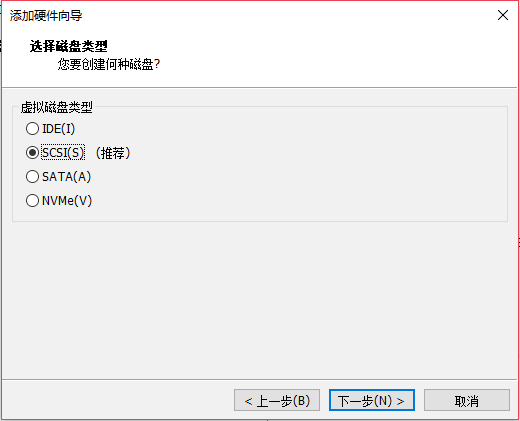 添加硬件向导
选择磁盘类型
您要创建何种磁盘?
虚拟磁盘类型
IDE(I)
SCSI(S) （推荐）
SATA(A)
NVMe(V)
< 上一步(B) 下一步(N) > 取消